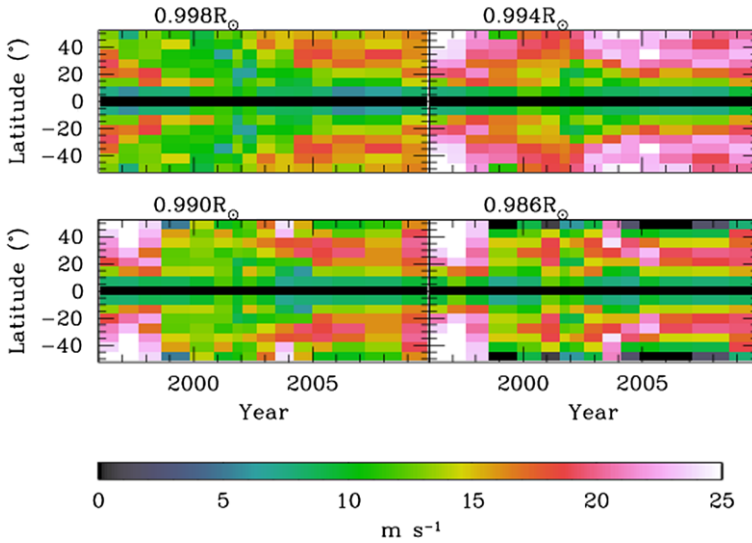 0.998R☉ 0.994R☉
Latitude (°)
40
20
0
−20
−40
0.990R☉ 0.986R☉
Latitude (°)
40
20
0
−20
−40
2000 2005 2000 2005
Year Year
0 5 10 15 20 25
m s⁻¹